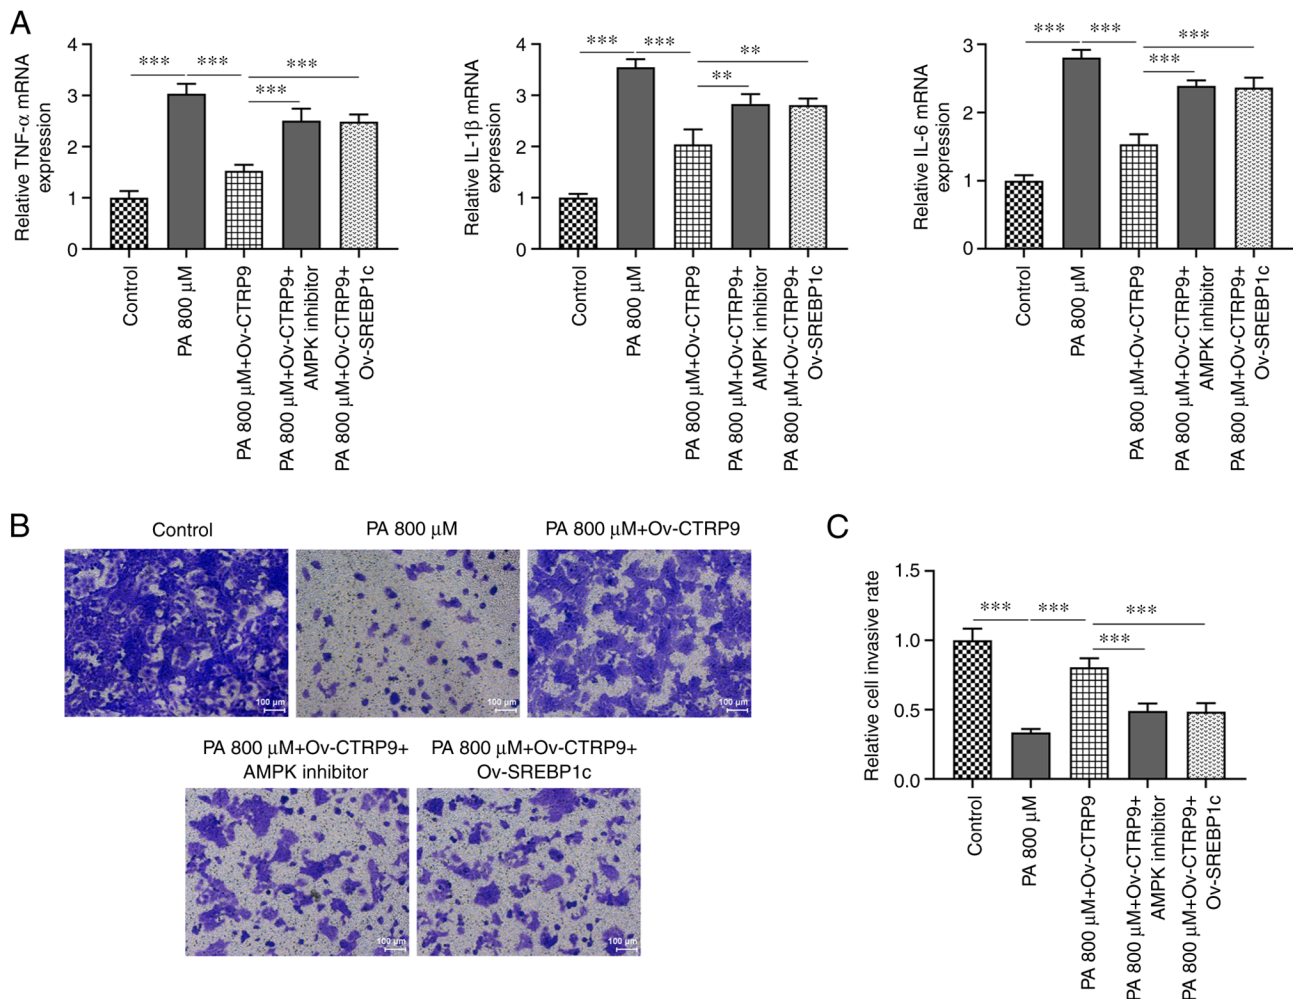 A
Relative TNF-α mRNA
expression
4
3
2
1
0
***
***
***
***
Control
PA 800 μM
PA 800 μM+Ov-CTRP9
PA 800 μM+Ov-CTRP9+
AMPK inhibitor
PA 800 μM+Ov-CTRP9+
Ov-SREBP1c
Relative IL-1β mRNA
expression
4
3
2
1
0
***
***
**
**
Control
PA 800 μM
PA 800 μM+Ov-CTRP9
PA 800 μM+Ov-CTRP9+
AMPK inhibitor
PA 800 μM+Ov-CTRP9+
Ov-SREBP1c
Relative IL-6 mRNA
expression
3
2
1
0
***
***
***
***
Control
PA 800 μM
PA 800 μM+Ov-CTRP9
PA 800 μM+Ov-CTRP9+
AMPK inhibitor
PA 800 μM+Ov-CTRP9+
Ov-SREBP1c
B
Control
PA 800 μM
PA 800 μM+Ov-CTRP9
100 μm
100 μm
100 μm
PA 800 μM+Ov-CTRP9+
AMPK inhibitor
PA 800 μM+Ov-CTRP9+
Ov-SREBP1c
100 μm
100 μm
C
Relative cell invasive rate
1.5
1.0
0.5
0.0
***
***
***
***
Control
PA 800 μM
PA 800 μM+Ov-CTRP9
PA 800 μM+Ov-CTRP9+
AMPK inhibitor
PA 800 μM+Ov-CTRP9+
Ov-SREBP1c